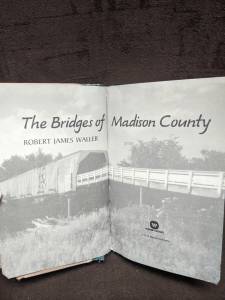 The Bridges of Madison County
ROBERT JAMES WALLER